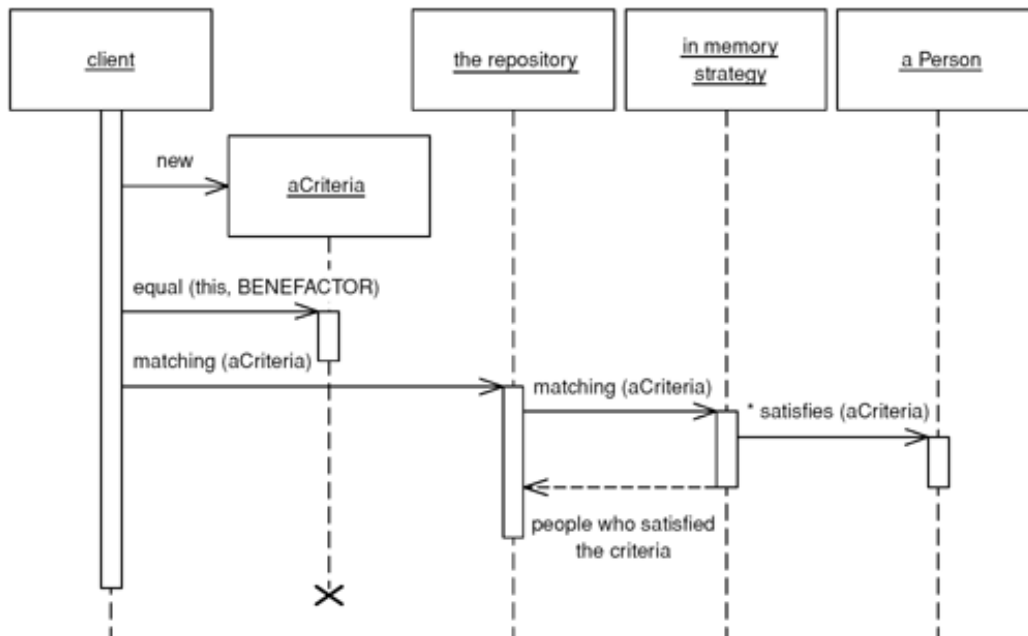 client
the repository
in memory
strategy
a Person
new
aCriteria
equal (this, BENEFACTOR)
matching (aCriteria)
matching (aCriteria)
* satisfies (aCriteria)
people who satisfied
the criteria